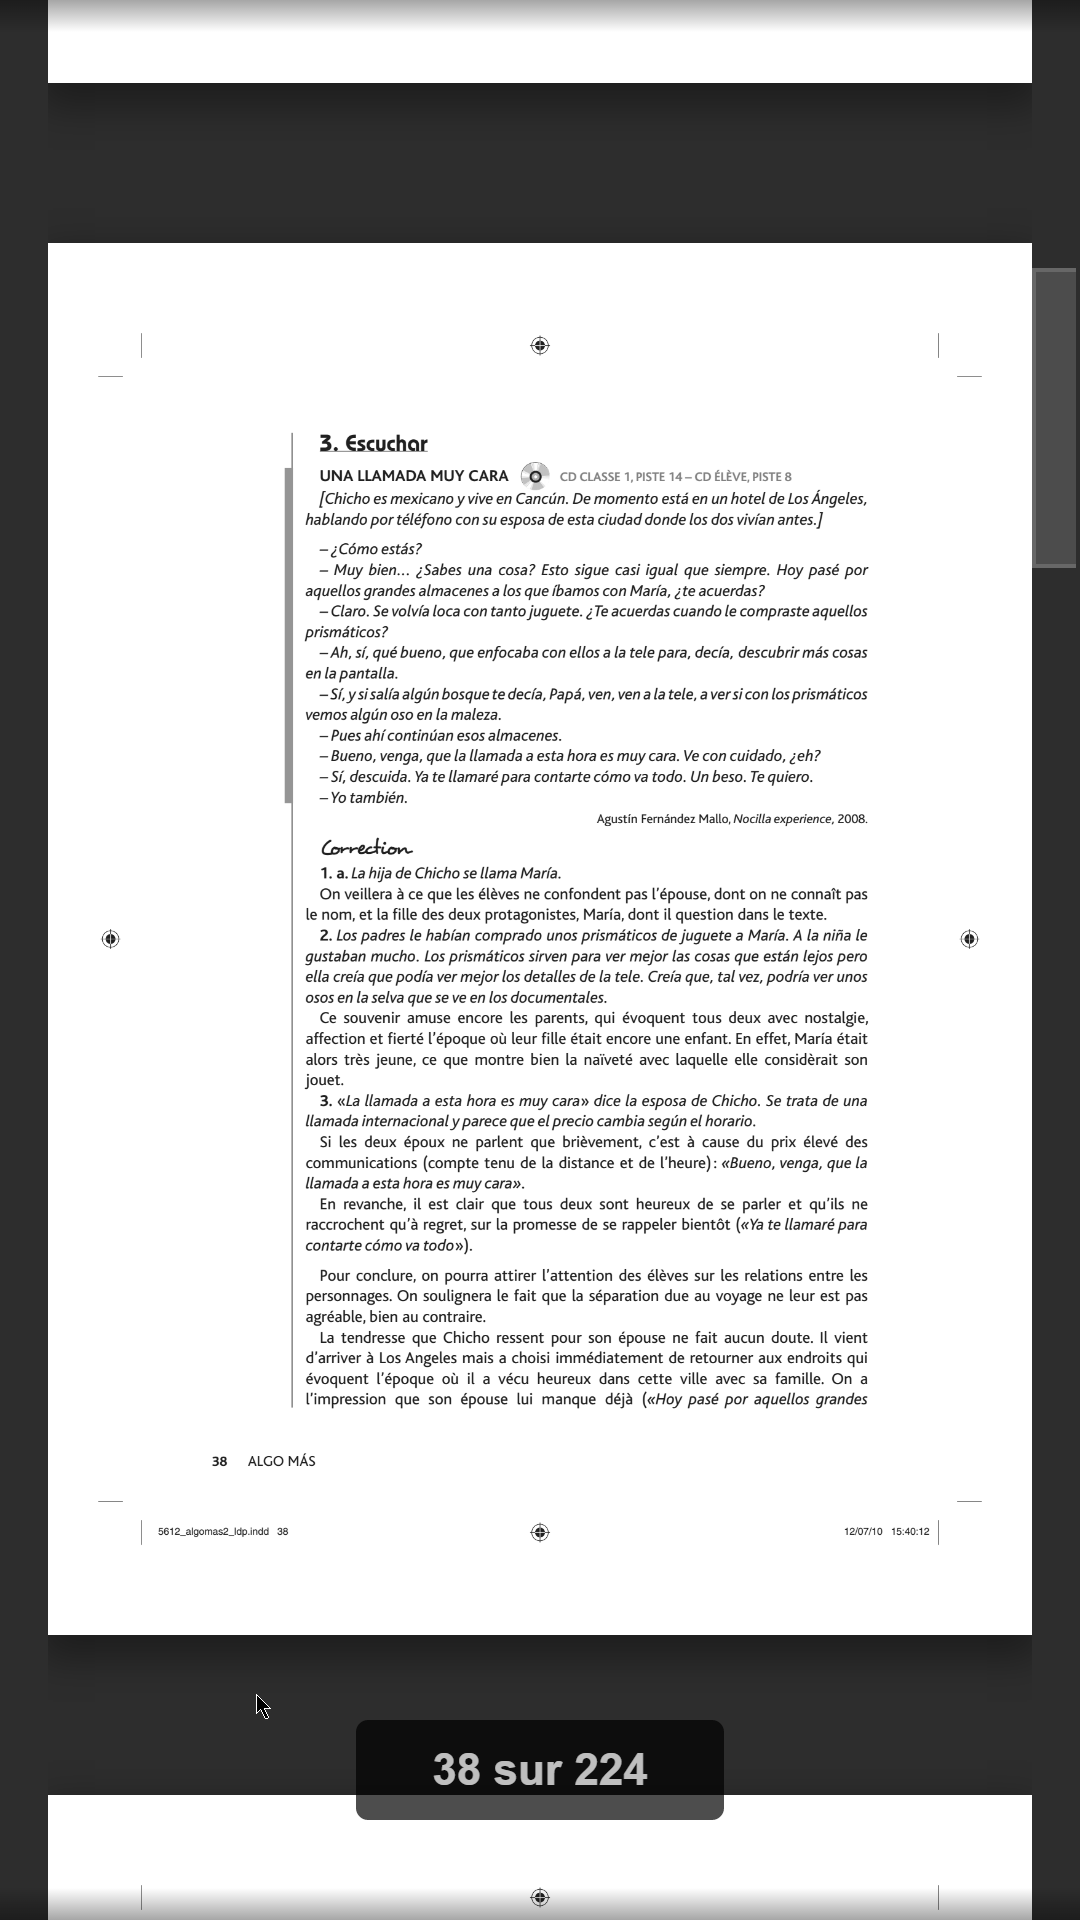 3. Escuchar
UNA LLAMADA MUY CARA CD CLASSE 1, PISTE 14 – CD ÉLÈVE, PISTE 8
[Chicho es mexicano y vive en Cancún. De momento está en un hotel de Los Ángeles,
hablando por téléfono con su esposa de esta ciudad donde los dos vivían antes.]
– ¿Cómo estás?
– Muy bien... ¿Sabes una cosa? Esto sigue casi igual que siempre. Hoy pasé por
aquellos grandes almacenes a los que íbamos con María, ¿te acuerdas?
– Claro. Se volvía loca con tanto juguete. ¿Te acuerdas cuando le compraste aquellos
prismáticos?
– Ah, sí, qué bueno, que enfocaba con ellos a la tele para, decía, descubrir más cosas
en la pantalla.
– Sí, y si salía algún bosque te decía, Papá, ven, ven a la tele, a ver si con los prismáticos
vemos algún oso en la maleza.
– Pues ahí continúan esos almacenes.
– Bueno, venga, que la llamada a esta hora es muy cara. Ve con cuidado, ¿eh?
– Sí, descuida. Ya te llamaré para contarte cómo va todo. Un beso. Te quiero.
– Yo también.
Agustín Fernández Mallo, Nocilla experience, 2008.
Correction
1. a. La hija de Chicho se llama María.
On veillera à ce que les élèves ne confondent pas l'épouse, dont on ne connaît pas
le nom, et la fille des deux protagonistes, María, dont il question dans le texte.
2. Los padres le habían comprado unos prismáticos de juguete a María. A la niña le
gustaban mucho. Los prismáticos sirven para ver mejor las cosas que están lejos pero
ella creía que podía ver mejor los detalles de la tele. Creía que, tal vez, podría ver unos
osos en la selva que se ve en los documentales.
Ce souvenir amuse encore les parents, qui évoquent tous deux avec nostalgie,
affection et fierté l'époque où leur fille était encore une enfant. En effet, María était
alors très jeune, ce que montre bien la naïveté avec laquelle elle considèrait son
jouet.
3. «La llamada a esta hora es muy cara» dice la esposa de Chicho. Se trata de una
llamada internacional y parece que el precio cambia según el horario.
Si les deux époux ne parlent que brièvement, c'est à cause du prix élevé des
communications (compte tenu de la distance et de l'heure) : «Bueno, venga, que la
llamada a esta hora es muy cara».
En revanche, il est clair que tous deux sont heureux de se parler et qu'ils ne
raccrochent qu'à regret, sur la promesse de se rappeler bientôt («Ya te llamaré para
contarte cómo va todo»).
Pour conclure, on pourra attirer l'attention des élèves sur les relations entre les
personnages. On soulignera le fait que la séparation due au voyage ne leur est pas
agréable, bien au contraire.
La tendresse que Chicho ressent pour son épouse ne fait aucun doute. Il vient
d'arriver à Los Angeles mais a choisi immédiatement de retourner aux endroits qui
évoquent l'époque où il a vécu heureux dans cette ville avec sa famille. On a
l'impression que son épouse lui manque déjà («Hoy pasé por aquellos grandes
38 ALGO MÁS
5612_algomas2_ldp.indd 38 12/07/10 15:40:12
38 sur 224